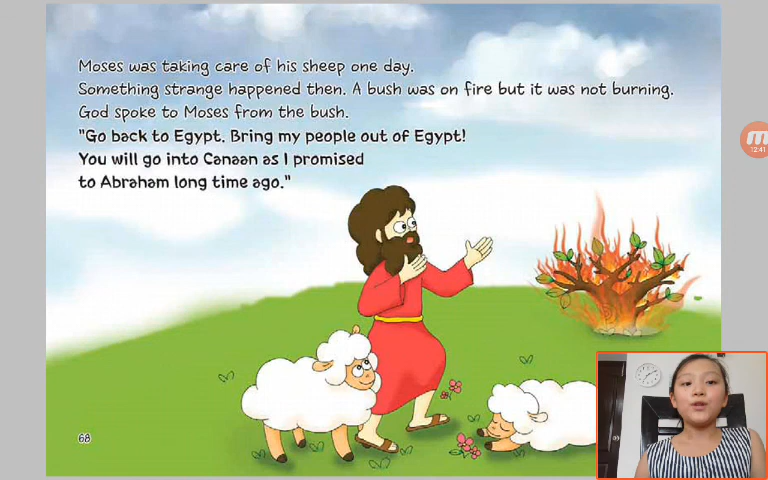 Moses was taking care of his sheep one day.
Something strange happened then. A bush was on fire but it was not burning.
God spoke to Moses from the bush.
"Go back to Egypt. Bring my people out of Egypt!
You will go into Canaan as I promised
to Abraham long time ago."
12:41
68